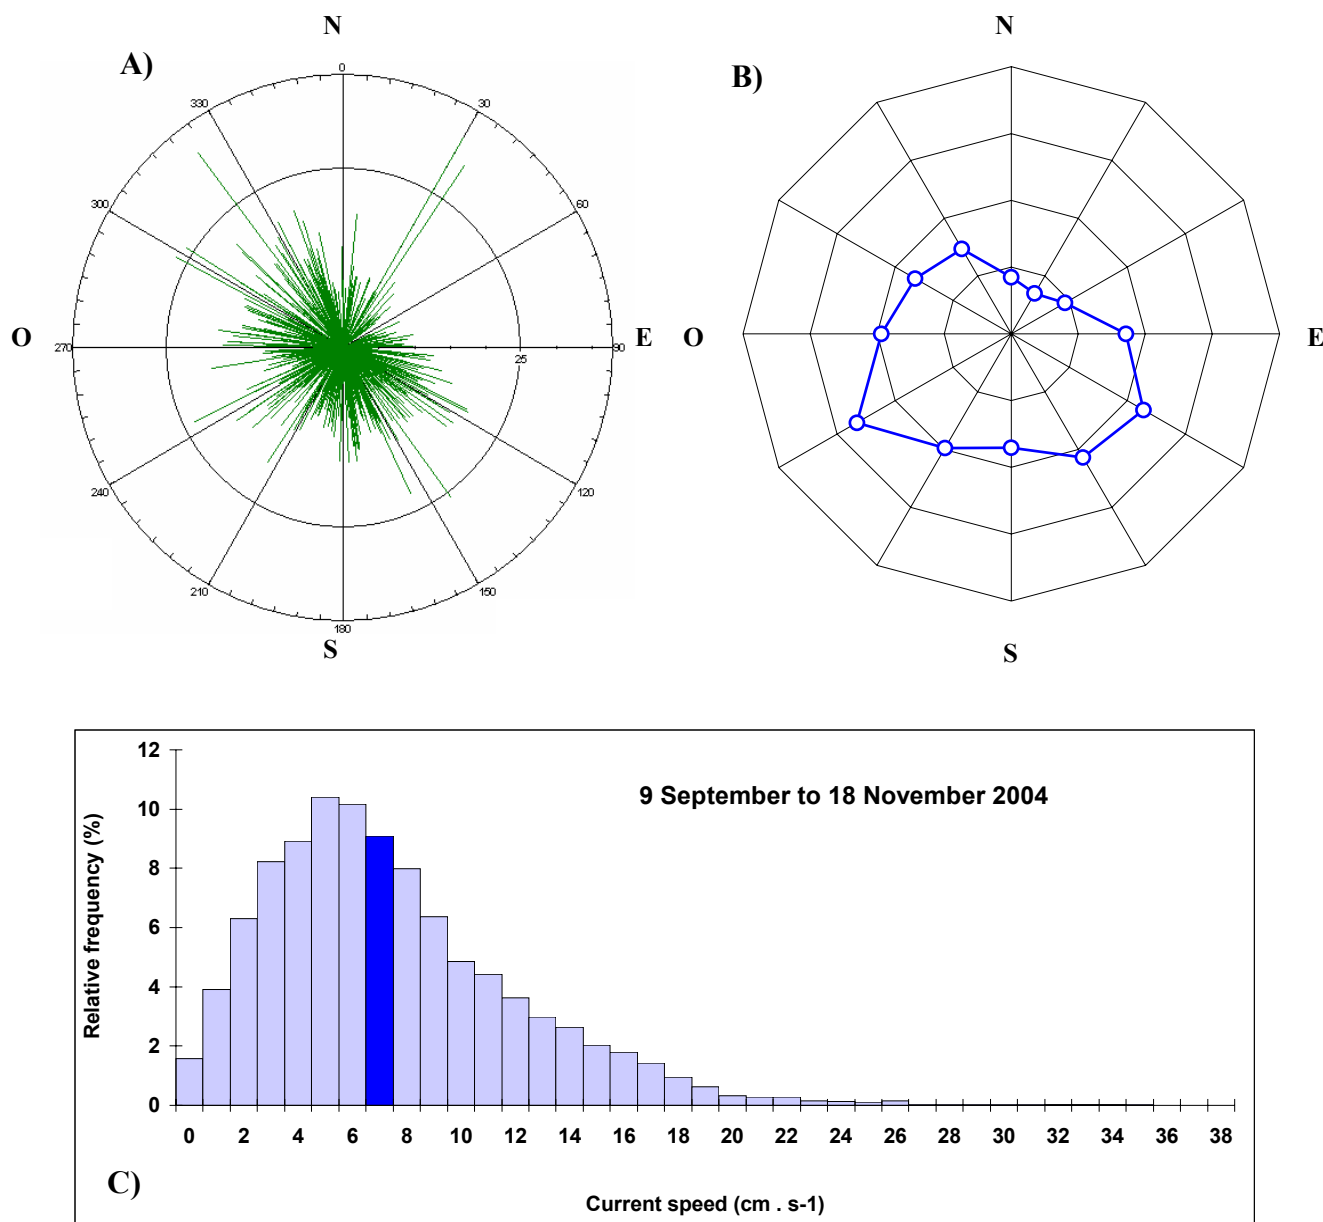 N
A)
0
330
30
300
60
O
270
25
90
E
240
120
210
150
180
S
N
B)
O
E
S
12
10
8
6
4
2
0
Relative frequency (%)
9 September to 18 November 2004
0 2 4 6 8 10 12 14 16 18 20 22 24 26 28 30 32 34 36 38
C)
Current speed (cm . s-1)